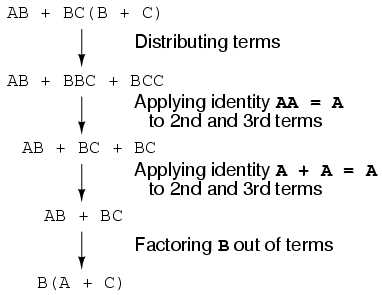 AB + BC(B + C)
Distributing terms
AB + BBC + BCC
Applying identity AA = A
to 2nd and 3rd terms
AB + BC + BC
Applying identity A + A = A
to 2nd and 3rd terms
AB + BC
Factoring B out of terms
B(A + C)